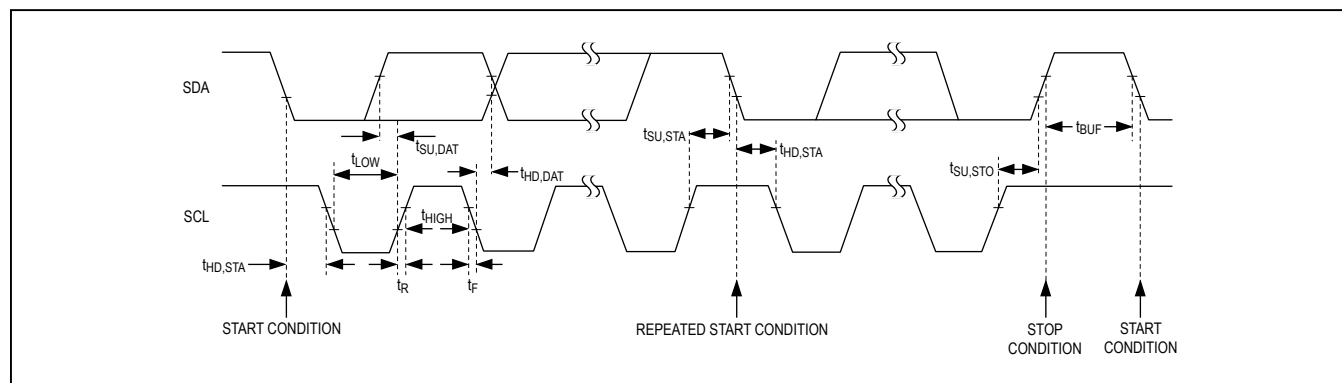 SDA
tSU,DAT
tLOW
tHD,DAT
tSU,STA
tHD,STA
tBUF
tSU,STO
SCL
tHIGH
tHD,STA
tR
tF
START CONDITION
REPEATED START CONDITION
STOP
CONDITION
START
CONDITION